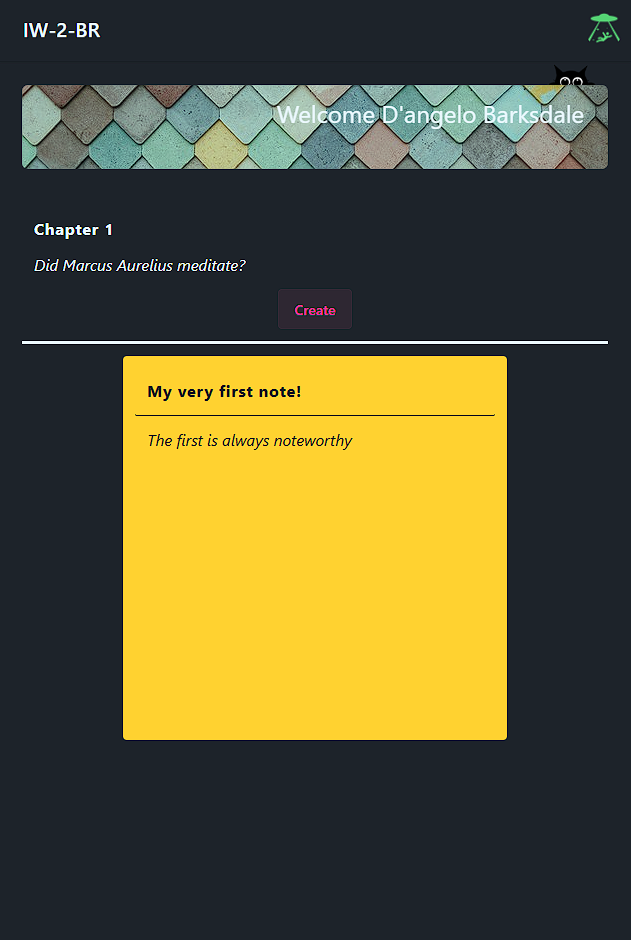 IW-2-BR
Welcome D'angelo Barksdale
Chapter 1
Did Marcus Aurelius meditate?
Create
My very first note!
The first is always noteworthy